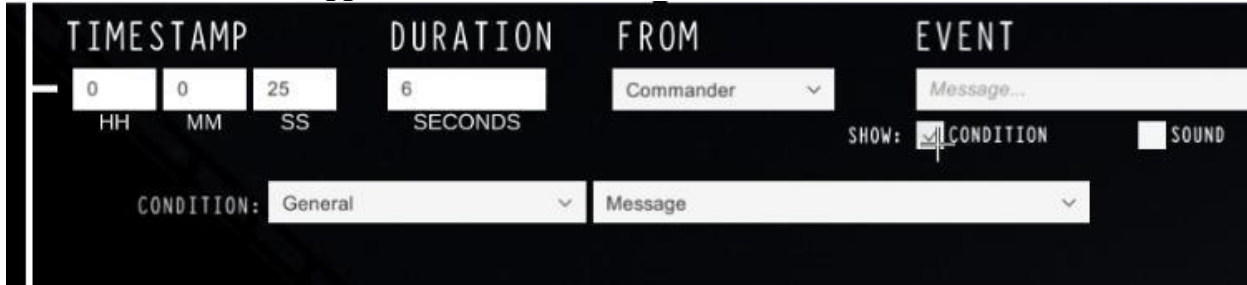 TIMESTAMP DURATION FROM EVENT
0 0 25 6 Commander Message...
HH MM SS SECONDS
SHOW: CONDITION SOUND
CONDITION: General Message